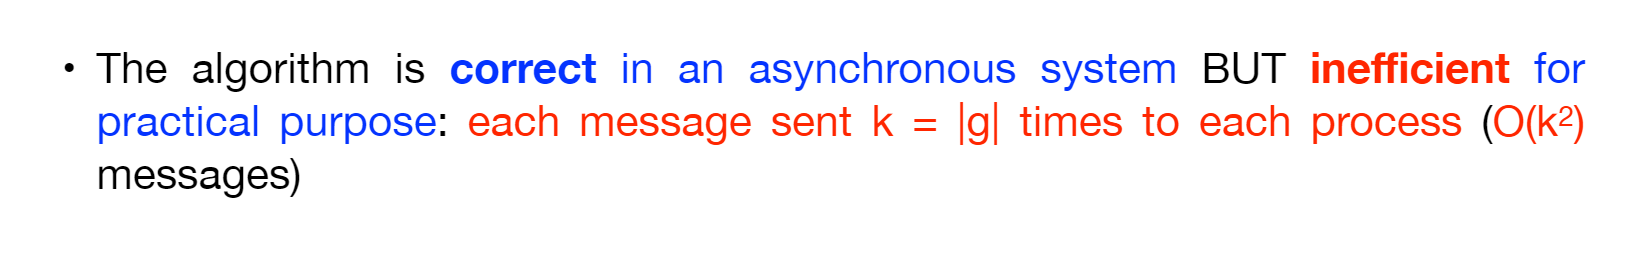 • The algorithm is correct in an asynchronous system BUT inefficient for
practical purpose: each message sent k = |g| times to each process (O(k²)
messages)